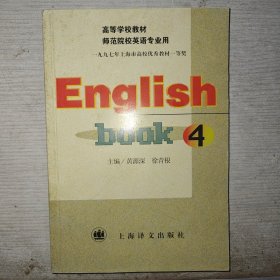 高等学校教材
师范院校英语专业用
一九九七年上海市高校优秀教材一等奖
English
book 4
主编/黄源深 徐青根
上海译文出版社